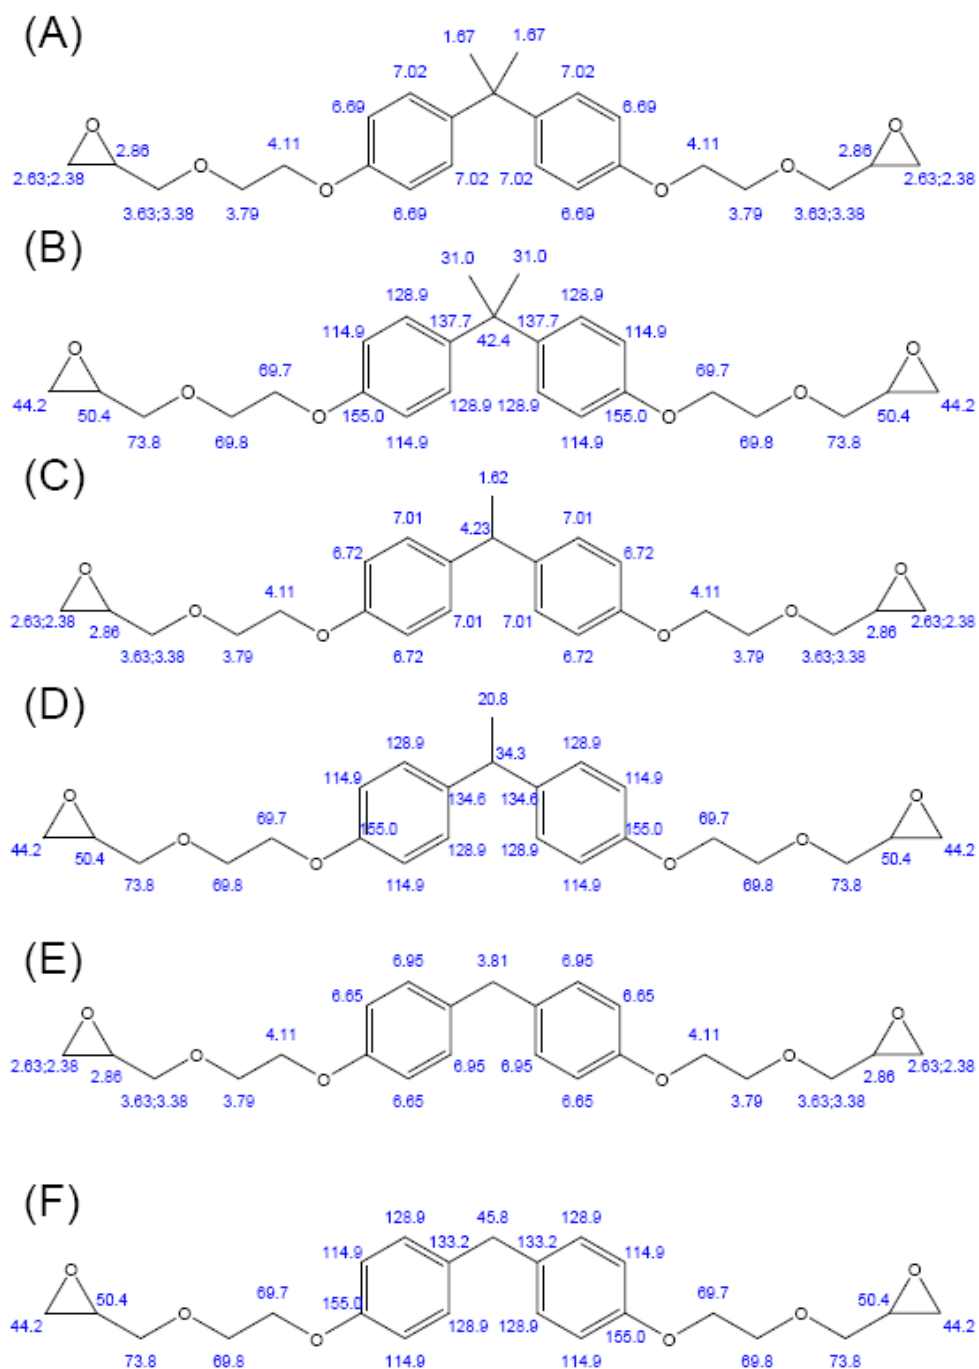 (A)
1.67 1.67
7.02 7.02
6.69 6.69
O 2.86 O 4.11 4.11 O 2.86 O
2.63;2.38 O 7.02 7.02 O 2.63;2.38
3.63;3.38 3.79 6.69 6.69 3.79 3.63;3.38
(B)
31.0 31.0
128.9 137.7 42.4 137.7 128.9
114.9 114.9
O O 69.7 69.7 O O
44.2 50.4 O 155.0 128.9 128.9 155.0 O 50.4 44.2
73.8 69.8 114.9 114.9 69.8 73.8
(C)
1.62
7.01 4.23 7.01
6.72 6.72
O O 4.11 4.11 O O
2.63;2.38 2.86 O 7.01 7.01 O 2.86 2.63;2.38
3.63;3.38 3.79 6.72 6.72 3.79 3.63;3.38
(D)
20.8
128.9 34.3 128.9
114.9 134.6 134.6 114.9
O O 69.7 155.0 155.0 69.7 O O
44.2 50.4 O 128.9 128.9 O 50.4 44.2
73.8 69.8 114.9 114.9 69.8 73.8
(E)
6.95 3.81 6.95
6.65 6.65
O O 4.11 4.11 O O
2.63;2.38 2.86 O 6.95 6.95 O 2.86 2.63;2.38
3.63;3.38 3.79 6.65 6.65 3.79 3.63;3.38
(F)
128.9 45.8 128.9
114.9 133.2 133.2 114.9
O 50.4 O 69.7 155.0 69.7 O 50.4 O
44.2 O 128.9 128.9 155.0 O 44.2
73.8 69.8 114.9 114.9 69.8 73.8